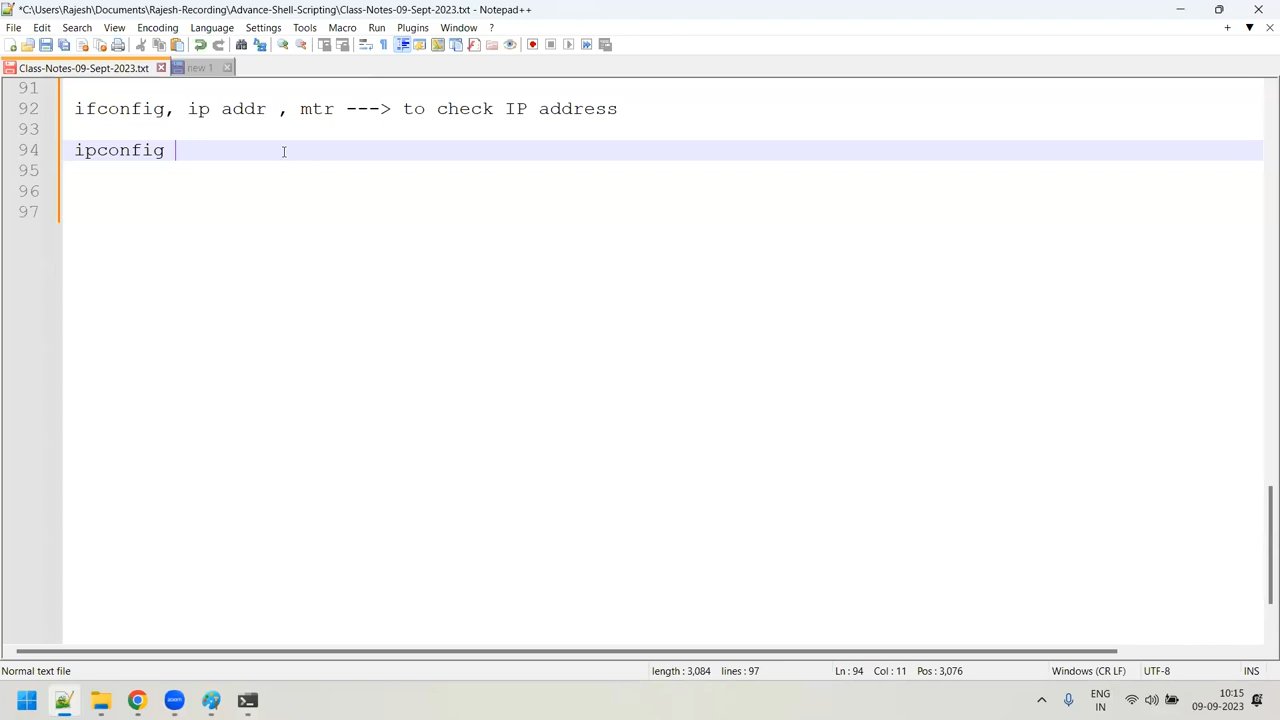 *C:\Users\Rajesh\Documents\Rajesh-Recording\Advance-Shell-Scripting\Class-Notes-09-Sept-2023.txt - Notepad++
File Edit Search View Encoding Language Settings Tools Macro Run Plugins Window ?
Class-Notes-09-Sept-2023.txt new 1
91
92 ifconfig, ip addr , mtr ---> to check IP address
93
94 ipconfig
95
96
97
Normal text file length : 3,084 lines : 97 Ln : 94 Col : 11 Pos : 3,076 Windows (CR LF) UTF-8 INS
zoom ENG 10:15
IN 09-09-2023